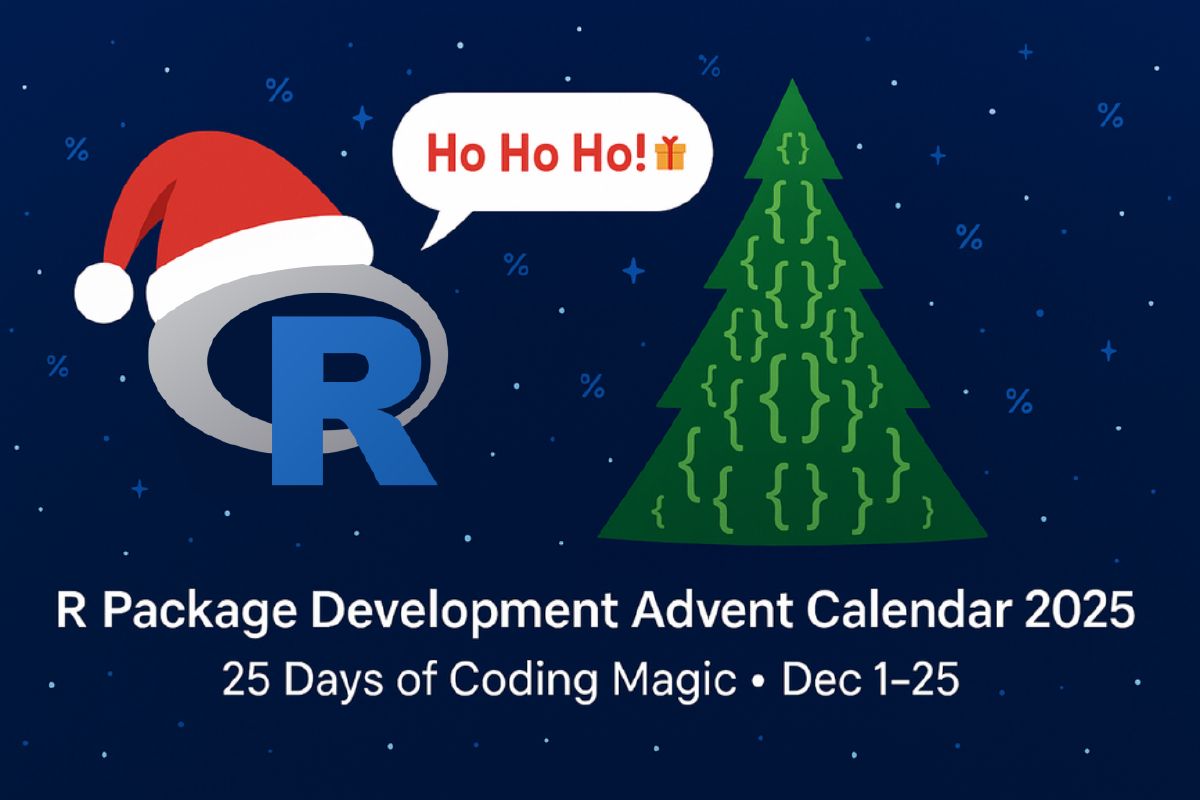 Ho Ho Ho!
R
R Package Development Advent Calendar 2025
25 Days of Coding Magic • Dec 1–25